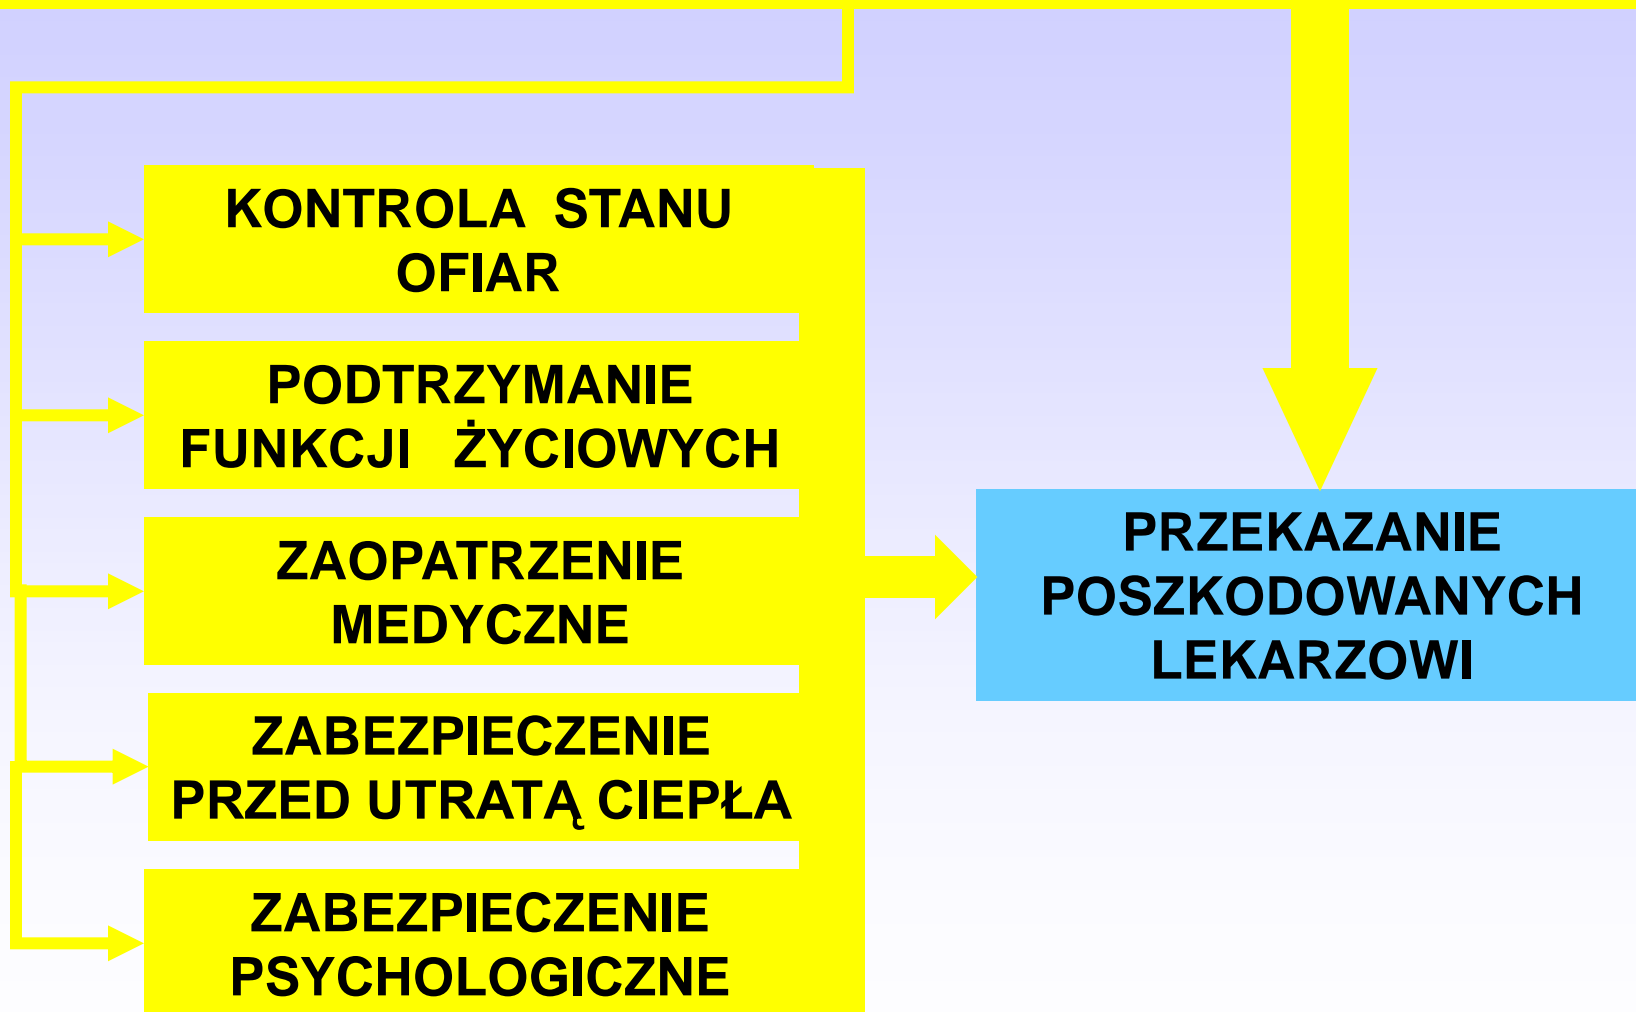 KONTROLA STANU
OFIAR
PODTRZYMANIE
FUNKCJI ŻYCIOWYCH
ZAOPATRZENIE
MEDYCZNE
ZABEZPIECZENIE
PRZED UTRATĄ CIEPŁA
ZABEZPIECZENIE
PSYCHOLOGICZNE
PRZEKAZANIE
POSZKODOWANYCH
LEKARZOWI